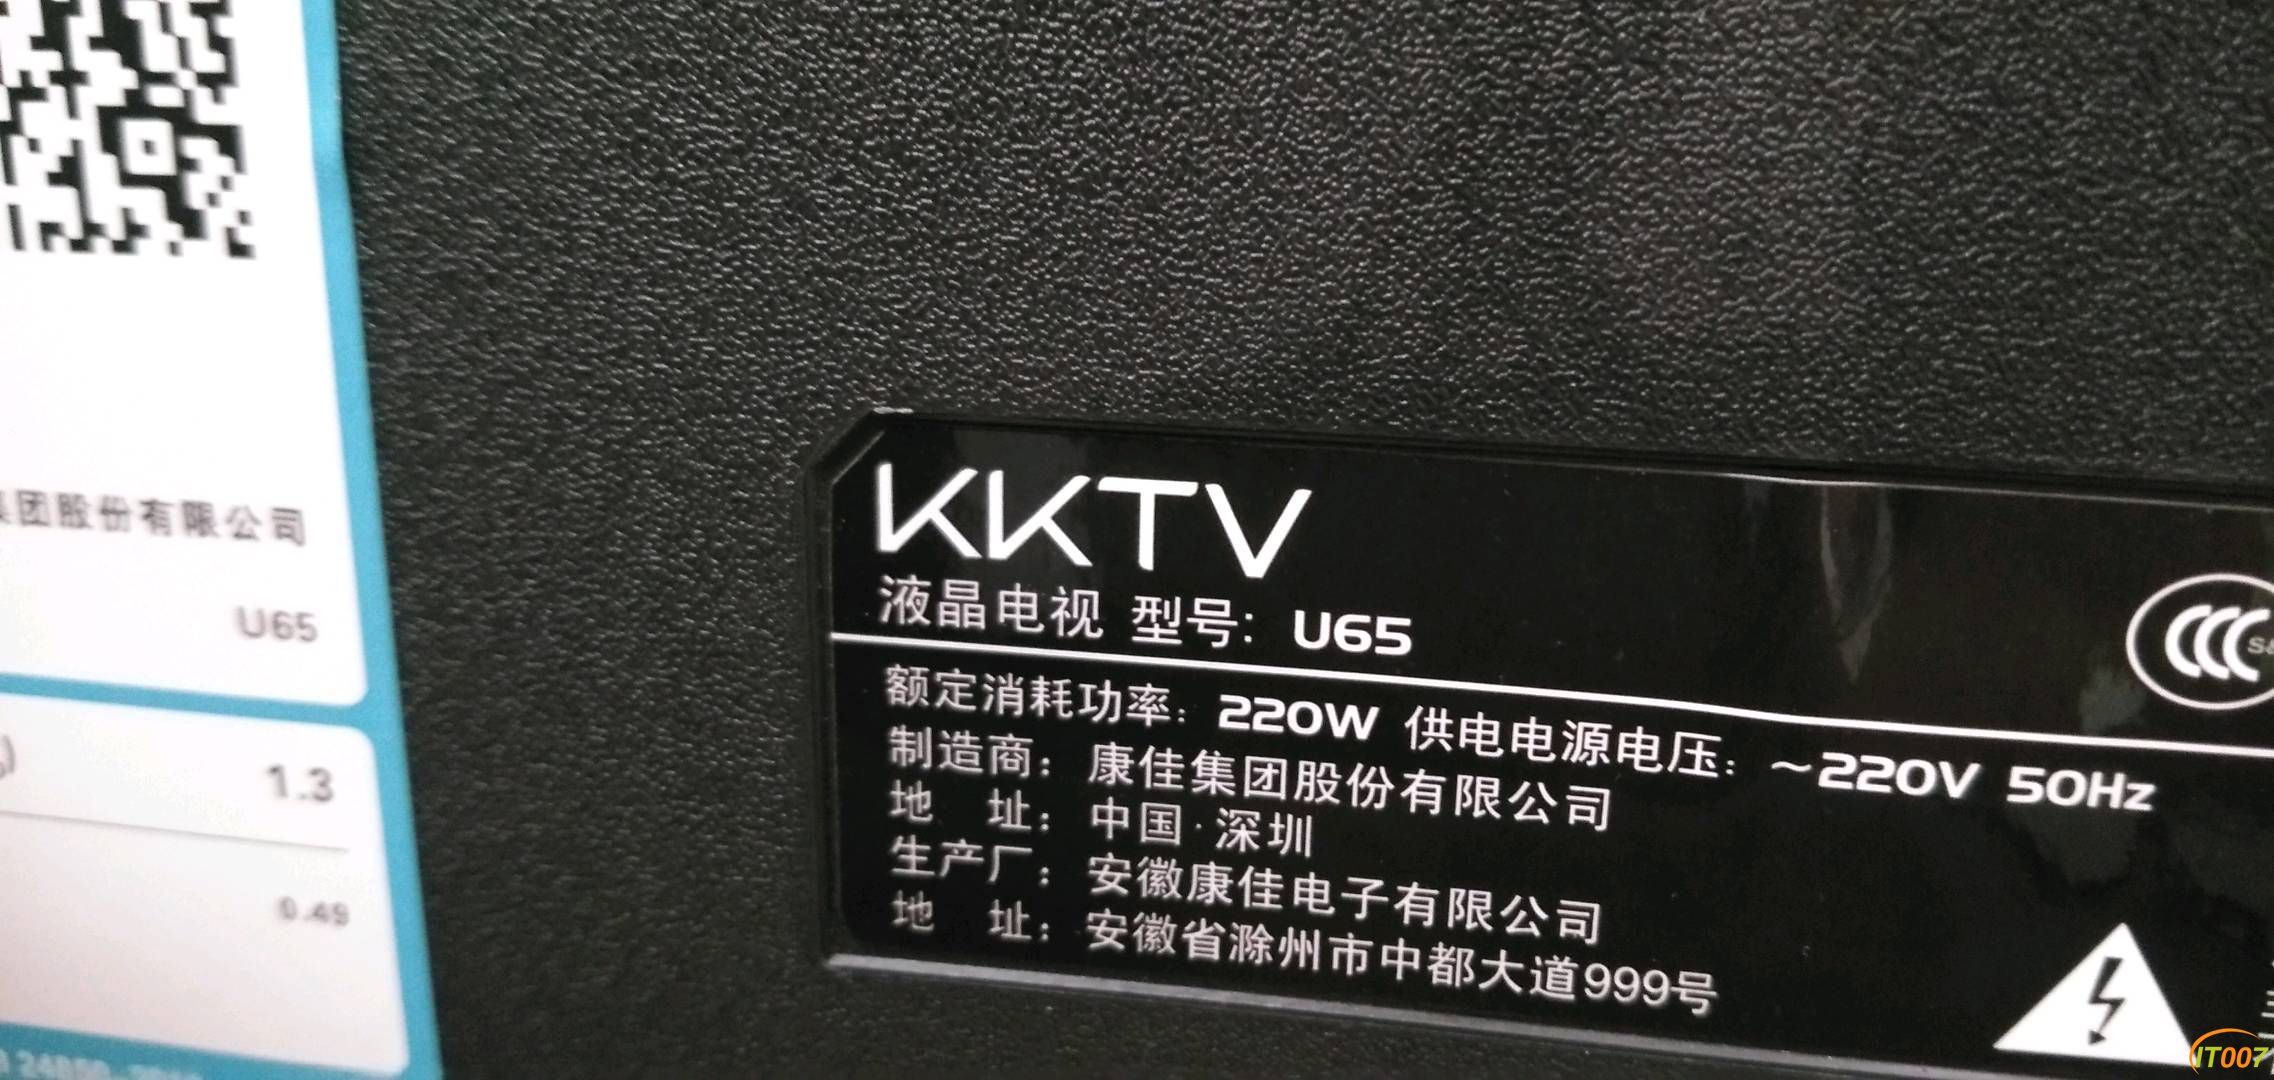 集团股份有限公司
U65
1.3
0.49
KKTV
液晶电视 型号: U65
额定消耗功率: 220W 供电电源电压: ~220V 50Hz
制造商: 康佳集团股份有限公司
地 址: 中国·深圳
生产厂: 安徽康佳电子有限公司
地 址: 安徽省滁州市中都大道999号
CCC
S&
IT007